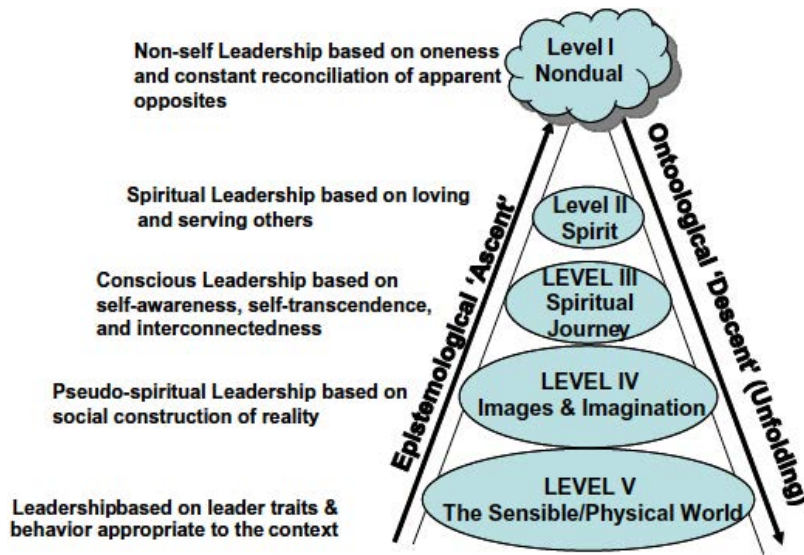 Non-self Leadership based on oneness
and constant reconciliation of apparent
opposites
Level I
Nondual
Spiritual Leadership based on loving
and serving others
Level II
Spirit
Conscious Leadership based on
self-awareness, self-transcendence,
and interconnectedness
LEVEL III
Spiritual
Journey
Pseudo-spiritual Leadership based on
social construction of reality
LEVEL IV
Images & Imagination
Leadershipbased on leader traits &
behavior appropriate to the context
LEVEL V
The Sensible/Physical World
Epistemological 'Ascent'
Ontoological 'Descent' (Unfolding)